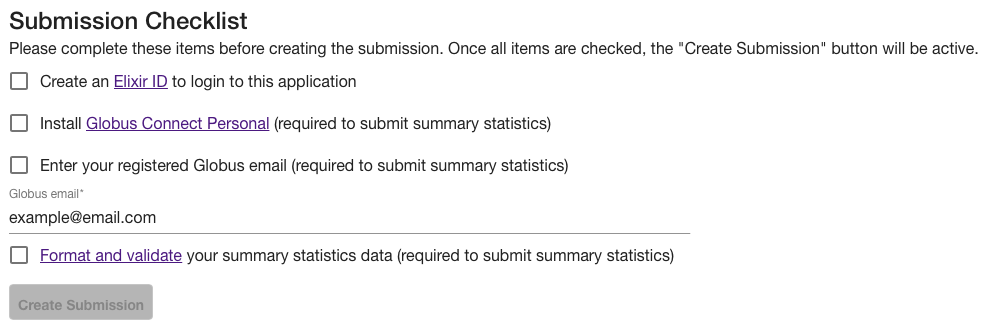 Submission Checklist
Please complete these items before creating the submission. Once all items are checked, the "Create Submission" button will be active.
Create an Elixir ID to login to this application
Install Globus Connect Personal (required to submit summary statistics)
Enter your registered Globus email (required to submit summary statistics)
Globus email*
example@email.com
Format and validate your summary statistics data (required to submit summary statistics)
Create Submission